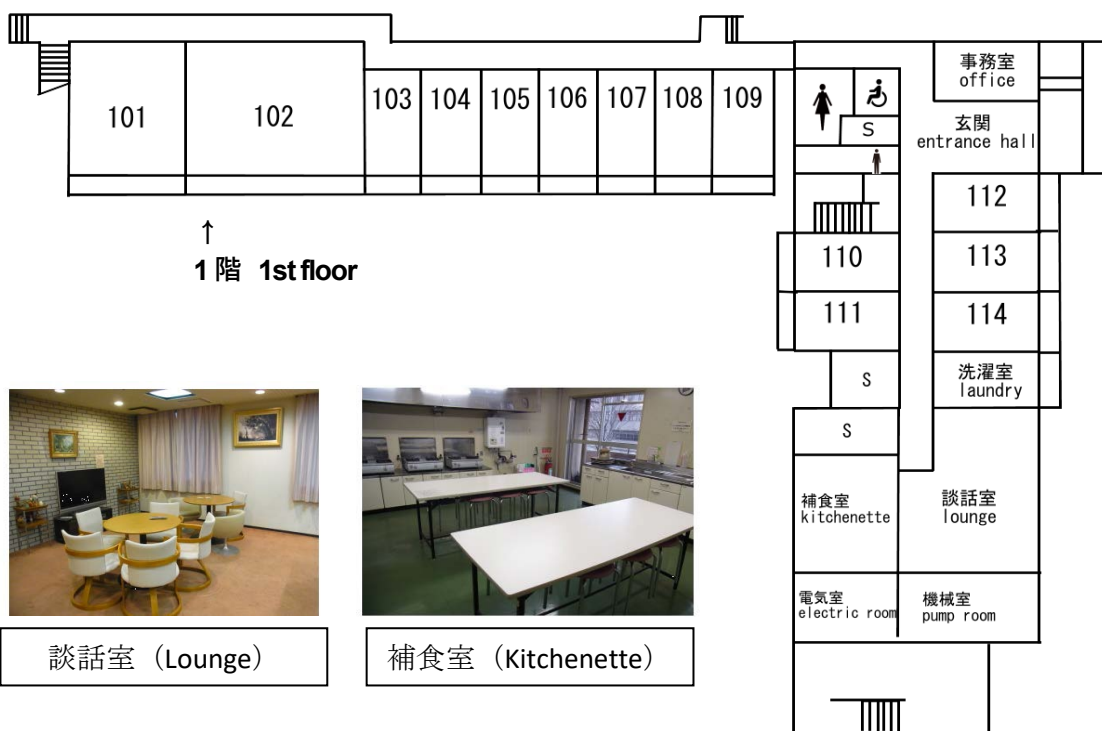 101
102
103
104
105
106
107
108
109
S
事務室
office
玄関
entrance hall
112
110
113
111
114
S
洗濯室
laundry
S
補食室
kitchenette
談話室
lounge
電気室
electric room
機械室
pump room
↑
1階 1st floor
談話室（Lounge）
補食室（Kitchenette）